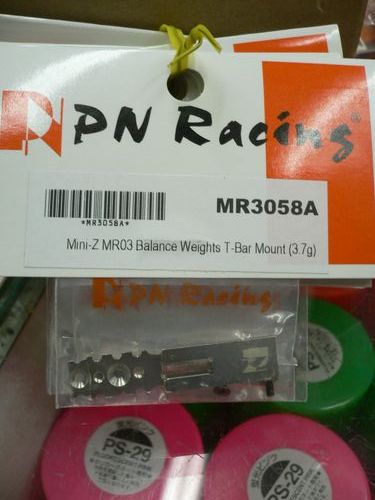 PN Racing
MR3058A
*MR3058A*
Mini-Z MR03 Balance Weights T-Bar Mount (3.7g)
PN Racing
PS-29
PS-29